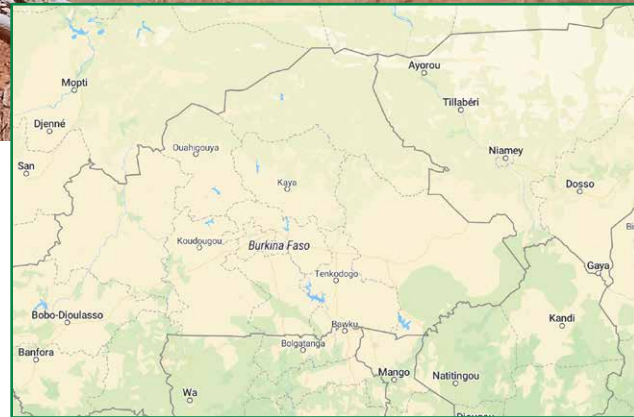 Ayorou
Mopti
Tillabéri
Djenné
Ouahigouya
Niamey
San
Kaya
Dosso
Koudougou
Burkina Faso
Gaya
Tenkodogo
Bobo-Dioulasso
Kandi
Bawku
Bolgatanga
Banfora
Mango
Natitingou
Wa